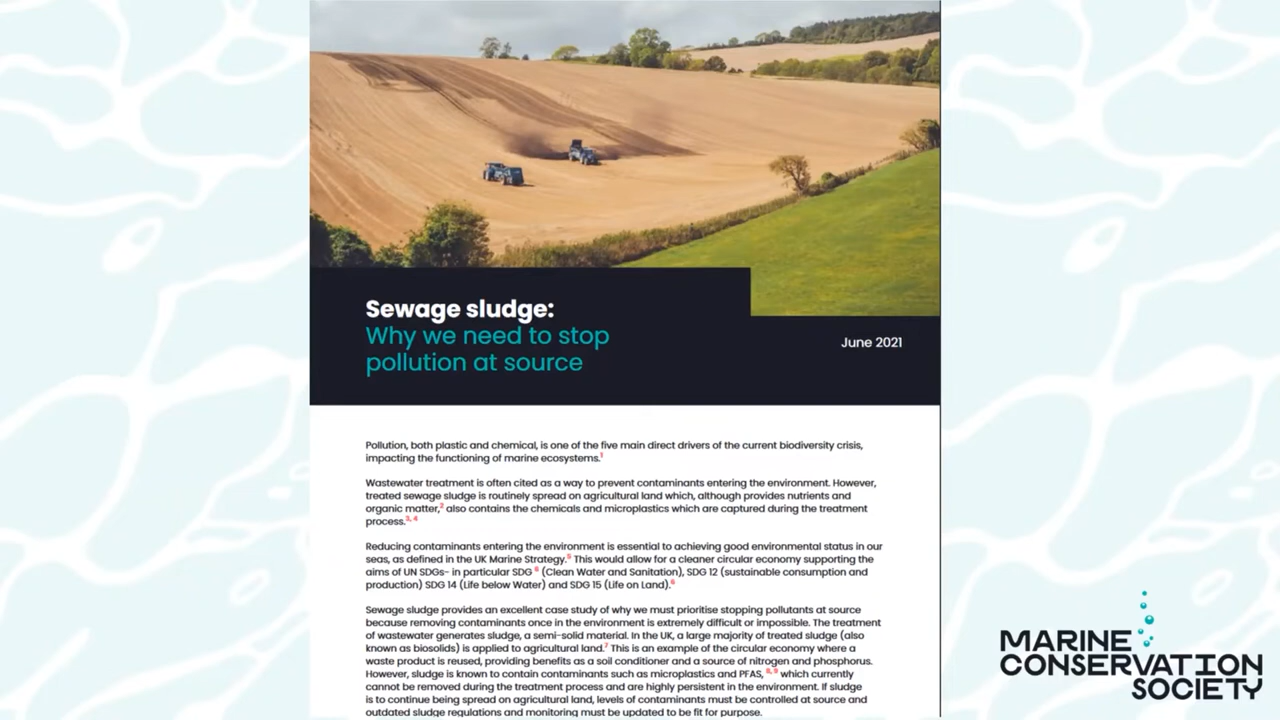 Sewage sludge:
Why we need to stop
pollution at source
June 2021
Pollution, both plastic and chemical, is one of the five main direct drivers of the current biodiversity crisis,
impacting the functioning of marine ecosystems.1
Wastewater treatment is often cited as a way to prevent contaminants entering the environment. However,
treated sewage sludge is routinely spread on agricultural land which, although provides nutrients and
organic matter,2 also contains the chemicals and microplastics which are captured during the treatment
process.3, 4
Reducing contaminants entering the environment is essential to achieving good environmental status in our
seas, as defined in the UK Marine Strategy.5 This would allow for a cleaner circular economy supporting the
aims of UN SDGs- in particular SDG 6 (Clean Water and Sanitation), SDG 12 (sustainable consumption and
production) SDG 14 (Life below Water) and SDG 15 (Life on Land).6
Sewage sludge provides an excellent case study of why we must prioritise stopping pollutants at source
because removing contaminants once in the environment is extremely difficult or impossible. The treatment
of wastewater generates sludge, a semi-solid material. In the UK, a large majority of treated sludge (also
known as biosolids) is applied to agricultural land.7 This is an example of the circular economy where a
waste product is reused, providing benefits as a soil conditioner and a source of nitrogen and phosphorus.
However, sludge is known to contain contaminants such as microplastics and PFAS, 8, 9 which currently
cannot be removed during the treatment process and are highly persistent in the environment. If sludge
is to continue being spread on agricultural land, levels of contaminants must be controlled at source and
outdated sludge regulations and monitoring must be updated to be fit for purpose.
MARINE
CONSERVATION
SOCIETY